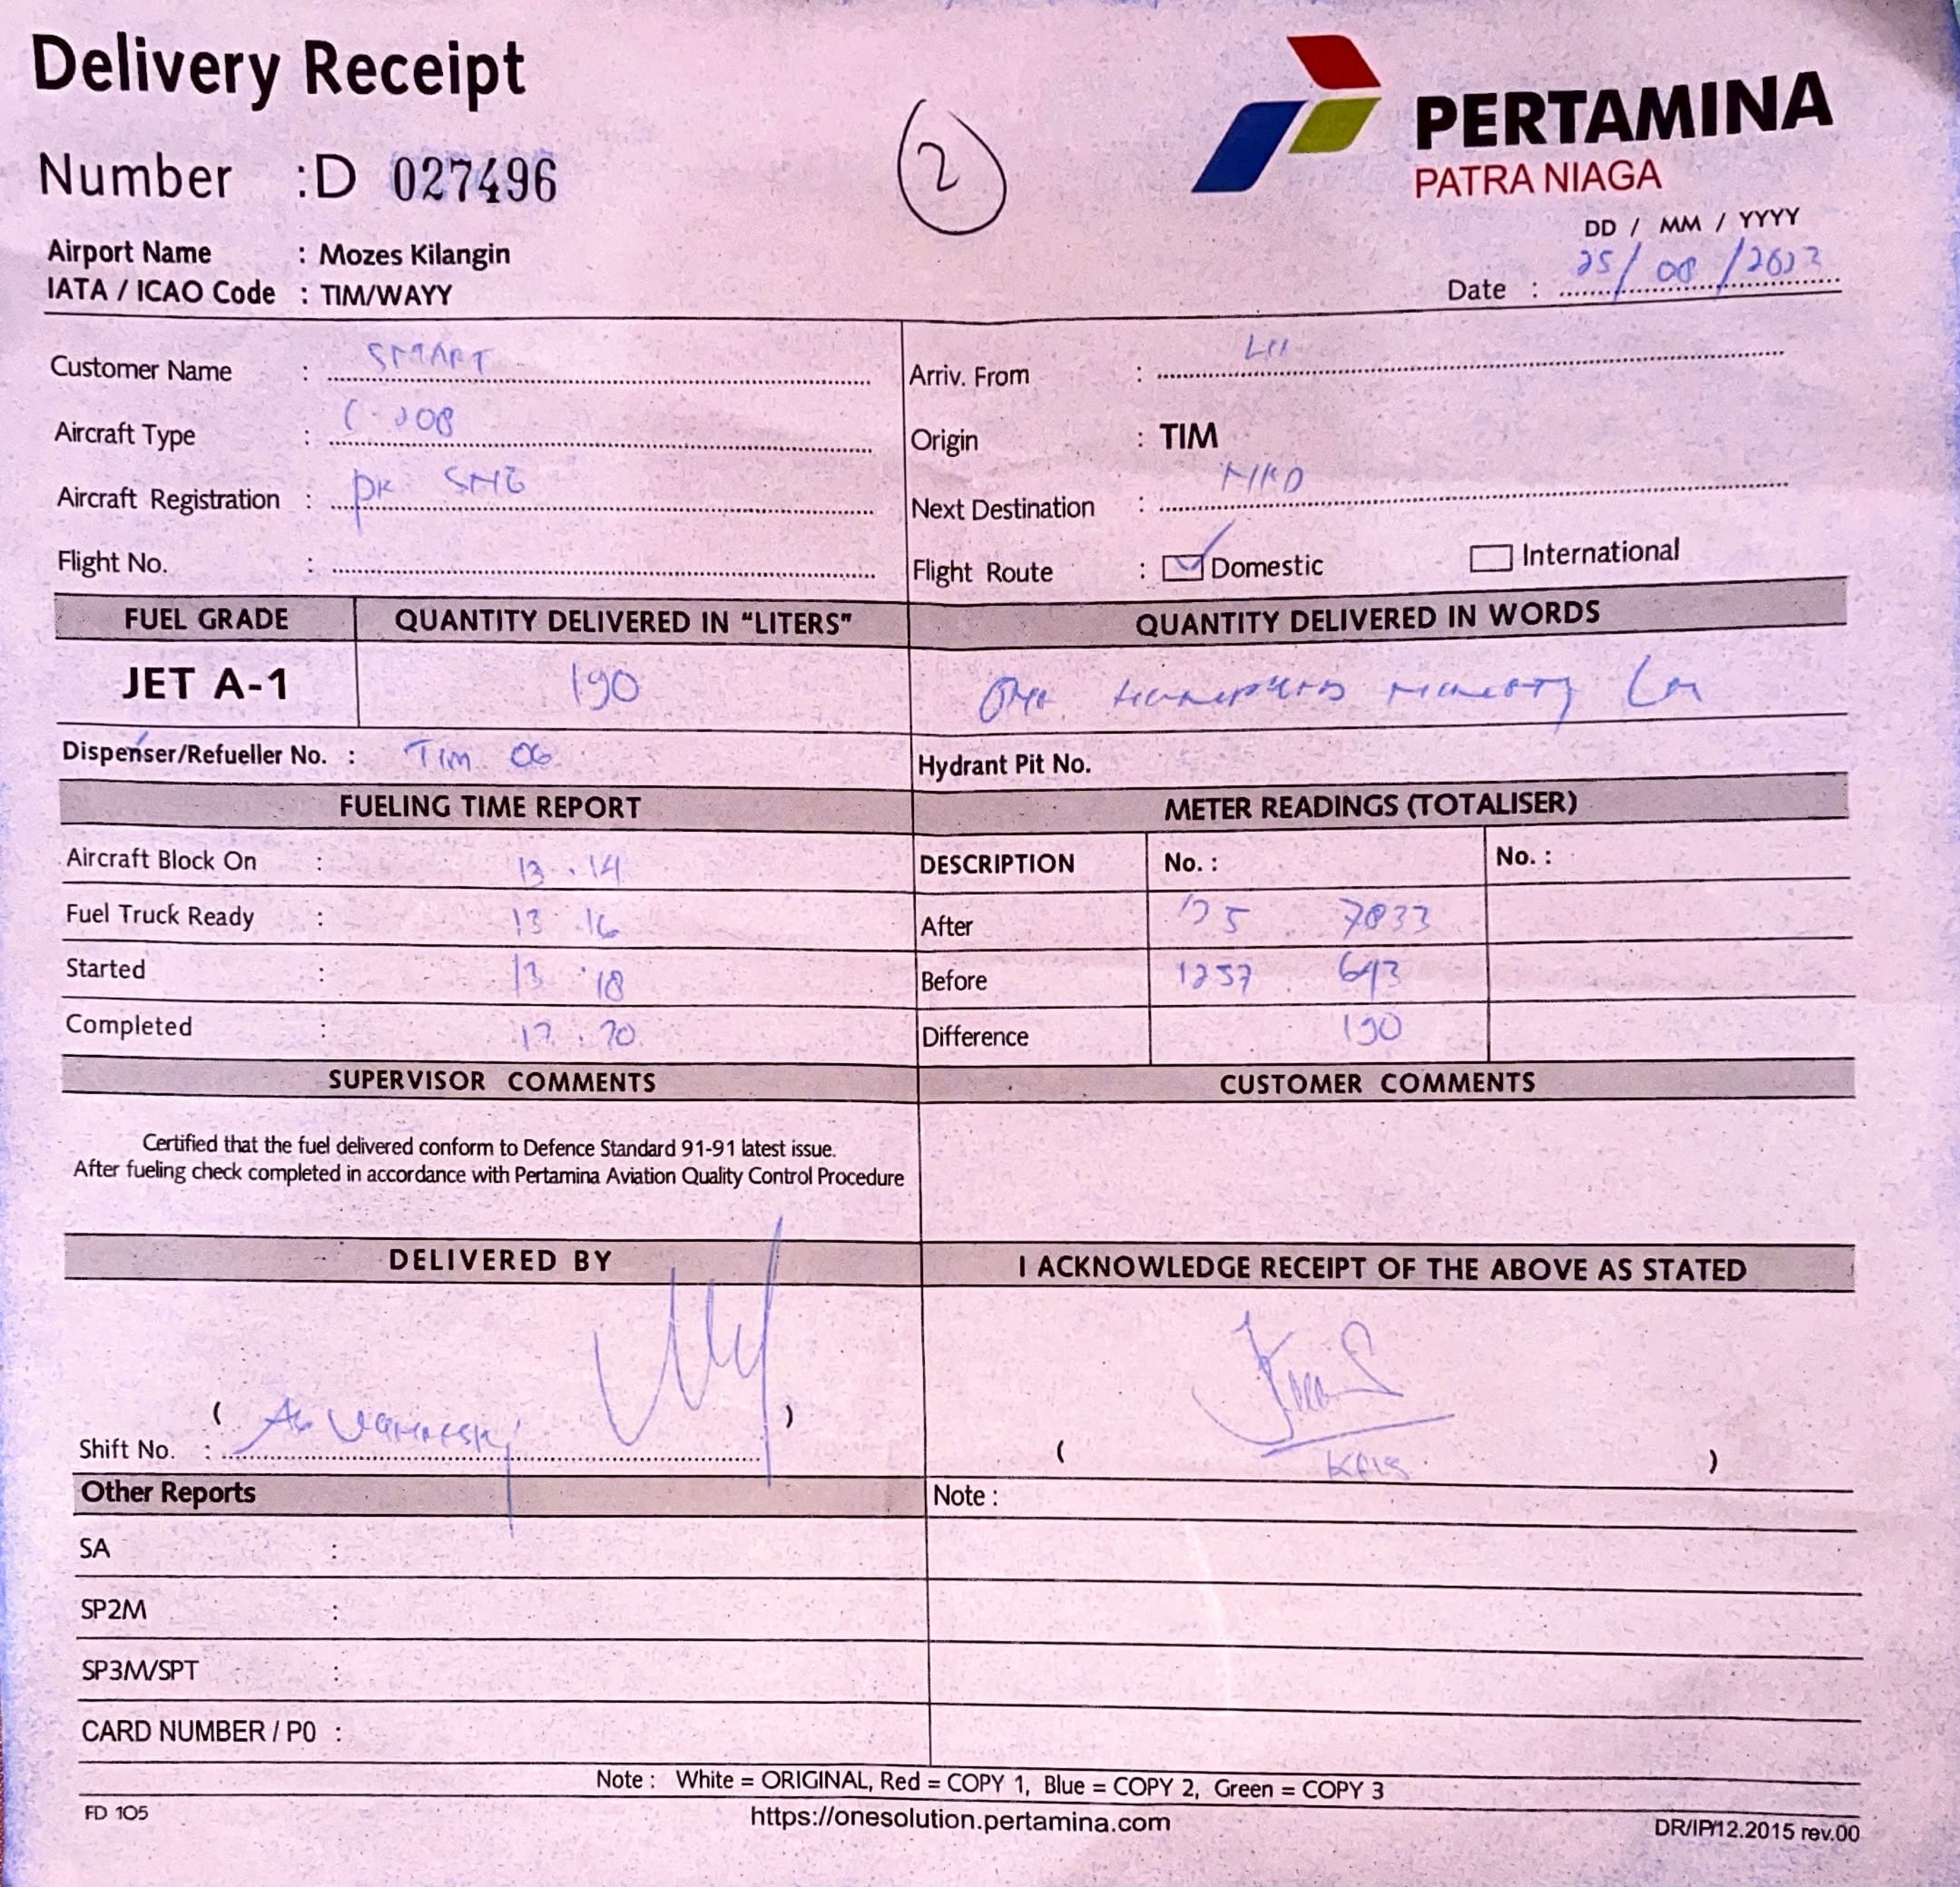 Delivery Receipt
Number : D 027496
2
PERTAMINA
PATRA NIAGA
Airport Name : Mozes Kilangin
IATA / ICAO Code : TIM/WAYY
DD / MM / YYYY
Date : 25/08/2023
Customer Name : SMART
Arriv. From :
Aircraft Type : C 208
Origin : TIM
Aircraft Registration : PK SNG
Next Destination :
Flight No. :
Flight Route : Domestic International
FUEL GRADE QUANTITY DELIVERED IN "LITERS" QUANTITY DELIVERED IN WORDS
JET A-1 190 One hundred ninety
Dispenser/Refueller No. : TIM 06 Hydrant Pit No.
FUELING TIME REPORT METER READINGS (TOTALISER)
Aircraft Block On : 13.14 DESCRIPTION No. : No. :
Fuel Truck Ready : 13.16 After 7833
Started : 13.18 Before 1257 643
Completed : Difference 190
SUPERVISOR COMMENTS CUSTOMER COMMENTS
Certified that the fuel delivered conform to Defence Standard 91-91 latest issue.
After fueling check completed in accordance with Pertamina Aviation Quality Control Procedure
DELIVERED BY I ACKNOWLEDGE RECEIPT OF THE ABOVE AS STATED
( )
Shift No. :
( Kris )
Other Reports Note :
SA :
SP2M :
SP3M/SPT :
CARD NUMBER / P0 :
Note : White = ORIGINAL, Red = COPY 1, Blue = COPY 2, Green = COPY 3
FD 105 https://onesolution.pertamina.com DR/IP/12.2015 rev.00